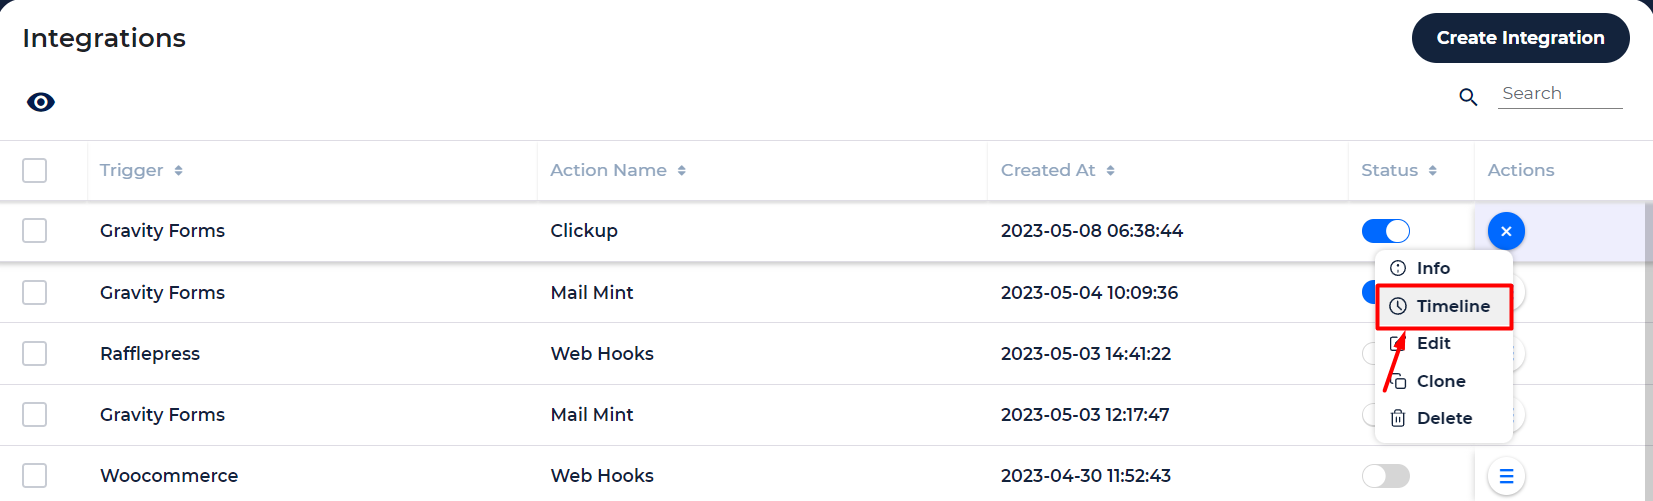 Integrations
Create Integration
Search
Trigger Action Name Created At Status Actions
Gravity Forms Clickup 2023-05-08 06:38:44
Info
Gravity Forms Mail Mint 2023-05-04 10:09:36
Timeline
Edit
Rafflepress Web Hooks 2023-05-03 14:41:22
Clone
Gravity Forms Mail Mint 2023-05-03 12:17:47
Delete
Woocommerce Web Hooks 2023-04-30 11:52:43